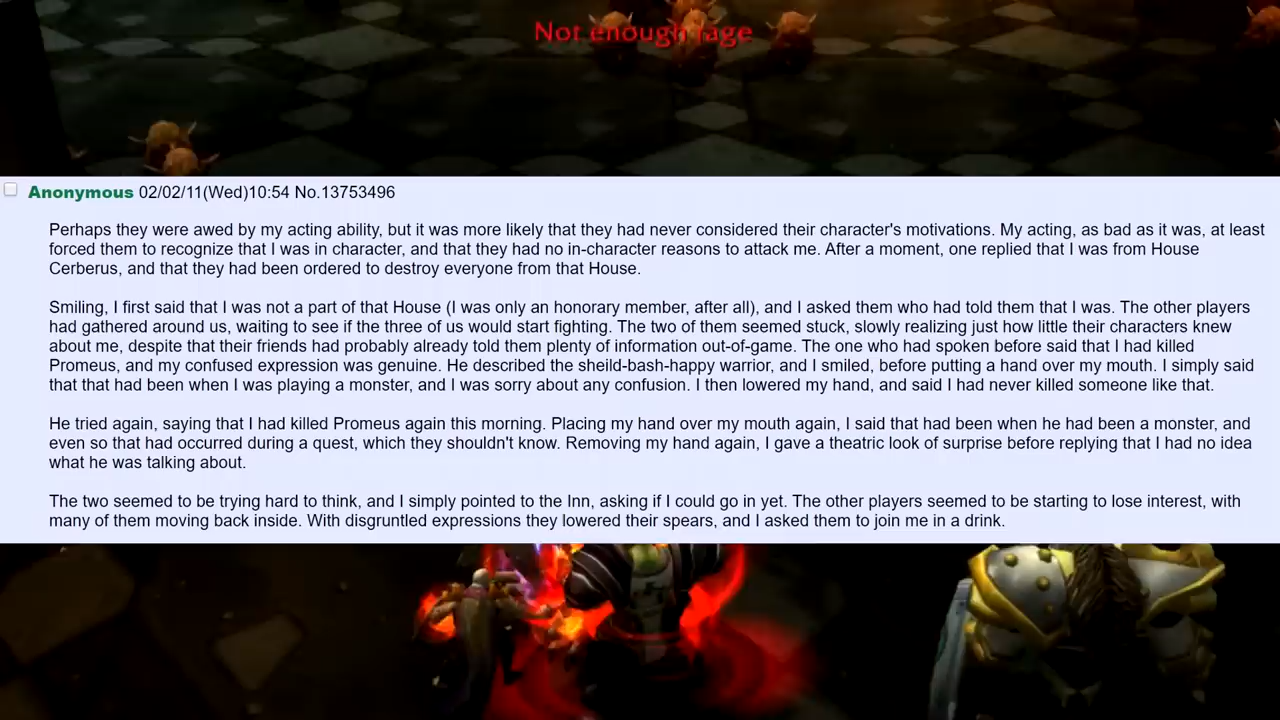 Not enough rage
Anonymous 02/02/11(Wed)10:54 No.13753496
Perhaps they were awed by my acting ability, but it was more likely that they had never considered their character's motivations. My acting, as bad as it was, at least
forced them to recognize that I was in character, and that they had no in-character reasons to attack me. After a moment, one replied that I was from House
Cerberus, and that they had been ordered to destroy everyone from that House.
Smiling, I first said that I was not a part of that House (I was only an honorary member, after all), and I asked them who had told them that I was. The other players
had gathered around us, waiting to see if the three of us would start fighting. The two of them seemed stuck, slowly realizing just how little their characters knew
about me, despite that their friends had probably already told them plenty of information out-of-game. The one who had spoken before said that I had killed
Promeus, and my confused expression was genuine. He described the sheild-bash-happy warrior, and I smiled, before putting a hand over my mouth. I simply said
that that had been when I was playing a monster, and I was sorry about any confusion. I then lowered my hand, and said I had never killed someone like that.
He tried again, saying that I had killed Promeus again this morning. Placing my hand over my mouth again, I said that had been when he had been a monster, and
even so that had occurred during a quest, which they shouldn't know. Removing my hand again, I gave a theatric look of surprise before replying that I had no idea
what he was talking about.
The two seemed to be trying hard to think, and I simply pointed to the Inn, asking if I could go in yet. The other players seemed to be starting to lose interest, with
many of them moving back inside. With disgruntled expressions they lowered their spears, and I asked them to join me in a drink.